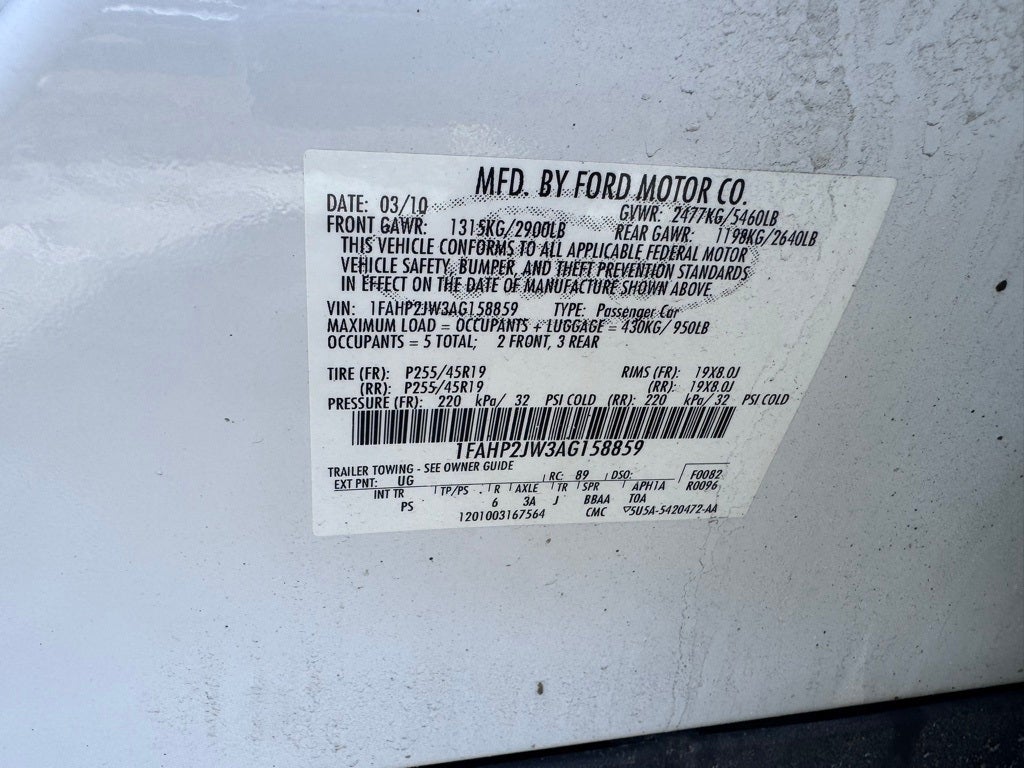 MFD. BY FORD MOTOR CO.
DATE: 03/10 GVWR: 2477KG/5460LB
FRONT GAWR: 1315KG/2900LB REAR GAWR: 1198KG/2640LB
THIS VEHICLE CONFORMS TO ALL APPLICABLE FEDERAL MOTOR
VEHICLE SAFETY, BUMPER, AND THEFT PREVENTION STANDARDS
IN EFFECT ON THE DATE OF MANUFACTURE SHOWN ABOVE.
VIN: 1FAHP2JW3AG158859 TYPE: Passenger Car
MAXIMUM LOAD = OCCUPANTS + LUGGAGE = 430KG/ 950LB
OCCUPANTS = 5 TOTAL; 2 FRONT, 3 REAR
TIRE (FR): P255/45R19 RIMS (FR): 19X8.0J
(RR): P255/45R19 (RR): 19X8.0J
PRESSURE (FR): 220 kPa/ 32 PSI COLD (RR): 220 kPa/ 32 PSI COLD
1FAHP2JW3AG158859
TRAILER TOWING - SEE OWNER GUIDE
EXT PNT: UG RC: 89 DSO: F0082
INT TR TP/PS R AXLE TR SPR APH1A R0096
PS 6 3A J BBAA TOA
1201003167564 CMC ▽5U5A-5420472-AA